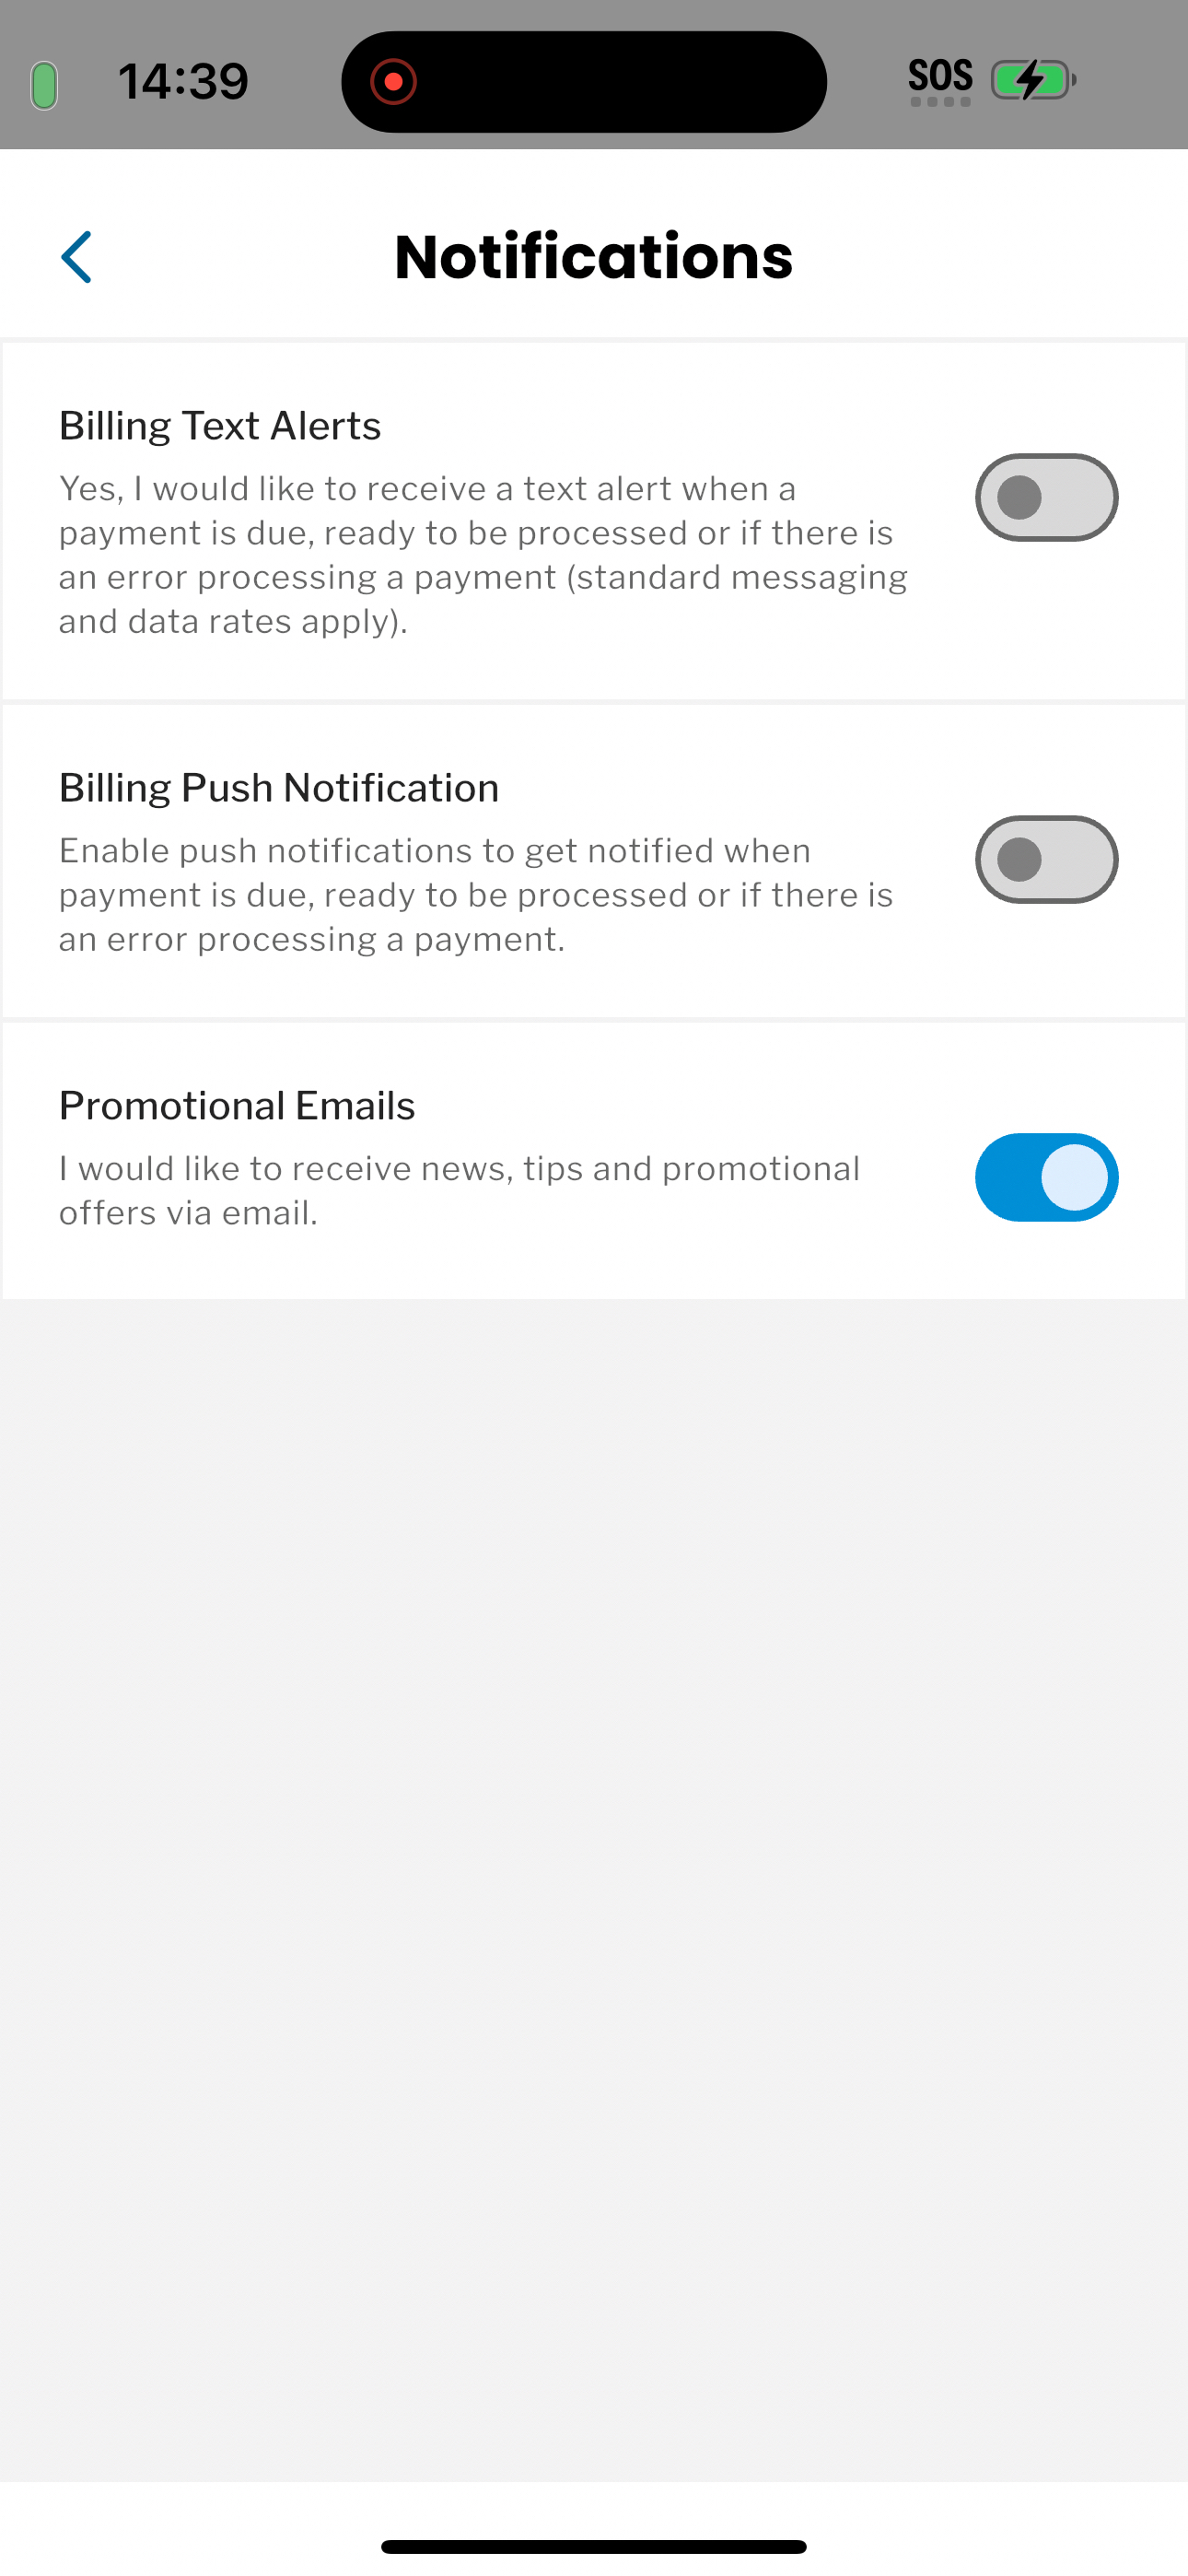 14:39
SOS
Notifications
Billing Text Alerts
Yes, I would like to receive a text alert when a
payment is due, ready to be processed or if there is
an error processing a payment (standard messaging
and data rates apply).
Billing Push Notification
Enable push notifications to get notified when
payment is due, ready to be processed or if there is
an error processing a payment.
Promotional Emails
I would like to receive news, tips and promotional
offers via email.